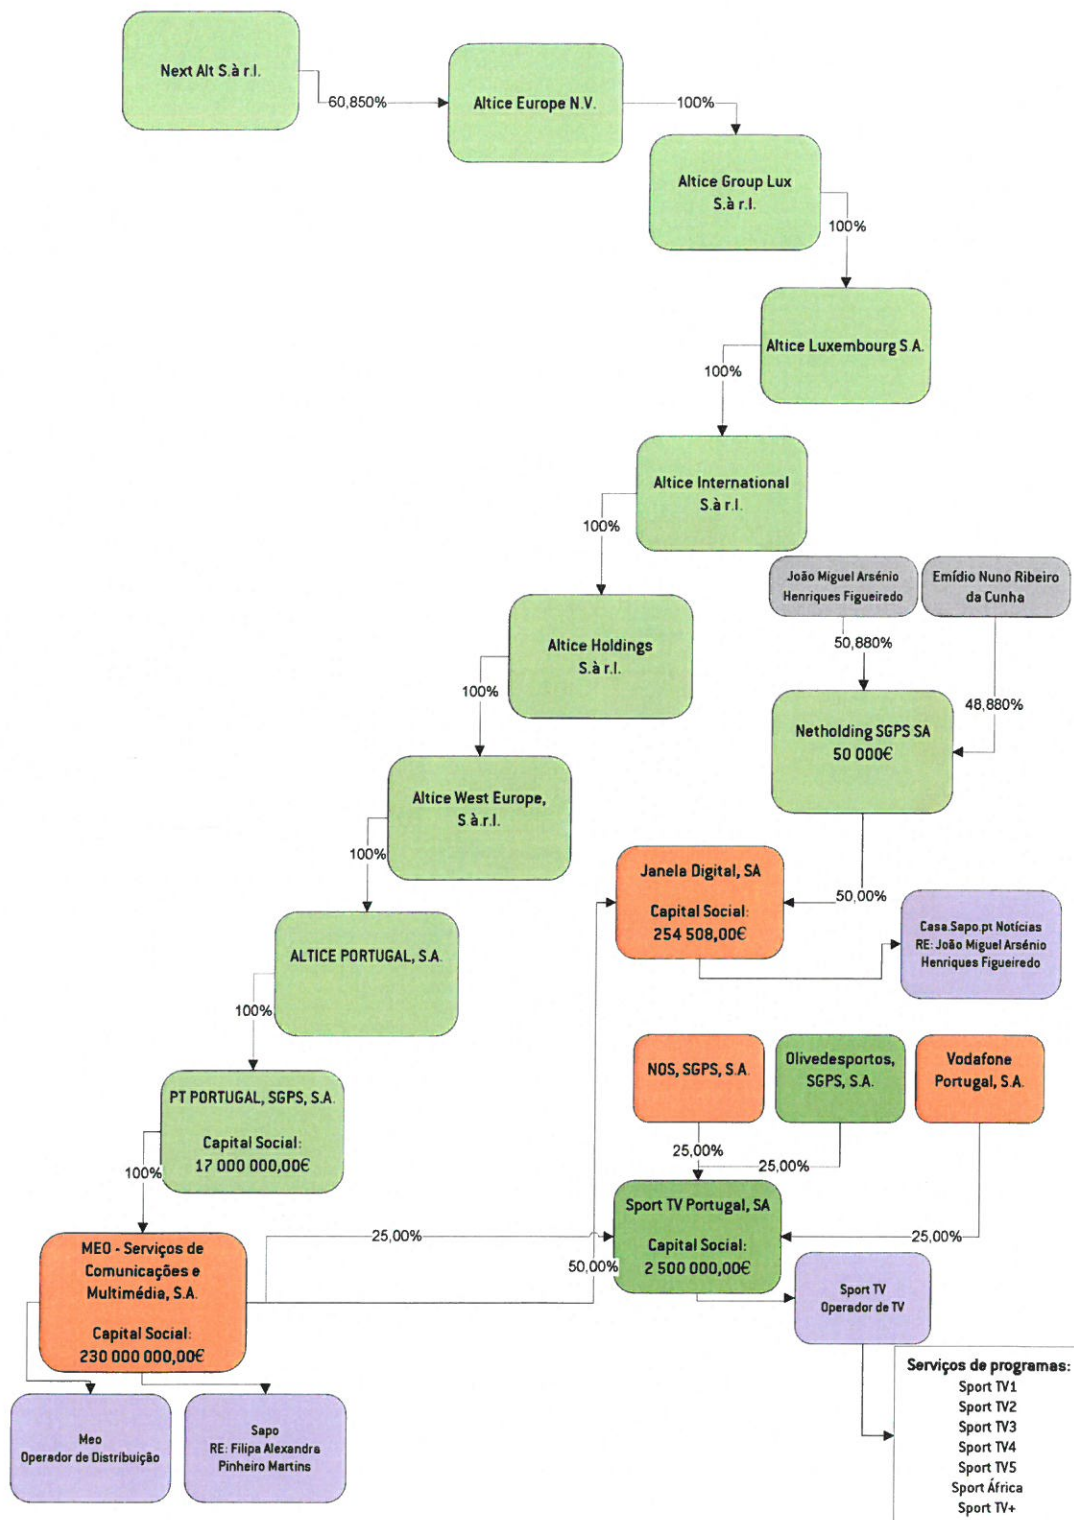 Next Alt S.à r.l.
60,850%
Altice Europe N.V.
100%
Altice Group Lux
S.à r.l.
100%
Altice Luxembourg S.A.
100%
Altice International
S.à r.l.
100%
João Miguel Arsénio
Henriques Figueiredo
Emídio Nuno Ribeiro
da Cunha
Altice Holdings
S.à r.l.
50,880%
100%
48,880%
Netholding SGPS SA
50 000€
Altice West Europe,
S à.r.l.
100%
Janela Digital, SA
Capital Social:
254 508,00€
50,00%
Casa.Sapo.pt Notícias
RE: João Miguel Arsénio
Henriques Figueiredo
ALTICE PORTUGAL, S.A.
100%
NOS, SGPS, S.A.
Olivedesportos,
SGPS, S.A.
Vodafone
Portugal, S.A.
PT PORTUGAL, SGPS, S.A.
Capital Social:
17 000 000,00€
25,00%
25,00%
100%
Sport TV Portugal, SA
Capital Social:
2 500 000,00€
25,00%
25,00%
50,00%
MEO - Serviços de
Comunicações e
Multimédia, S.A.
Capital Social:
230 000 000,00€
Sport TV
Operador de TV
Meo
Operador de Distribuição
Sapo
RE: Filipa Alexandra
Pinheiro Martins
Serviços de programas:
Sport TV1
Sport TV2
Sport TV3
Sport TV4
Sport TV5
Sport África
Sport TV+